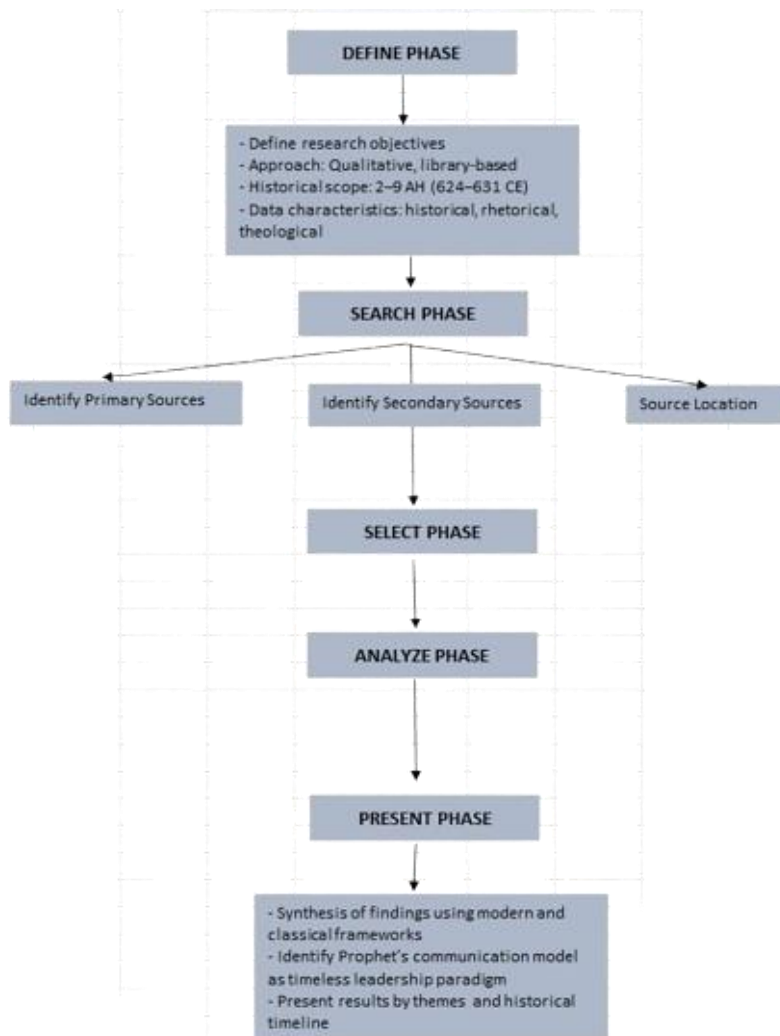 DEFINE PHASE
- Define research objectives
- Approach: Qualitative, library-based
- Historical scope: 2–9 AH (624–631 CE)
- Data characteristics: historical, rhetorical,
theological
SEARCH PHASE
Identify Primary Sources
Identify Secondary Sources
Source Location
SELECT PHASE
ANALYZE PHASE
PRESENT PHASE
- Synthesis of findings using modern and
classical frameworks
- Identify Prophet's communication model
as timeless leadership paradigm
- Present results by themes and historical
timeline